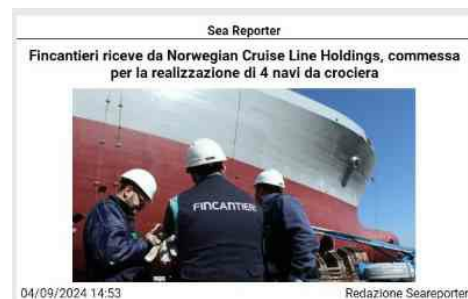 Sea Reporter
Fincantieri riceve da Norwegian Cruise Line Holdings, commessa
per la realizzazione di 4 navi da crociera
FINCANTIERI
04/09/2024 14:53
Redazione Seareporter